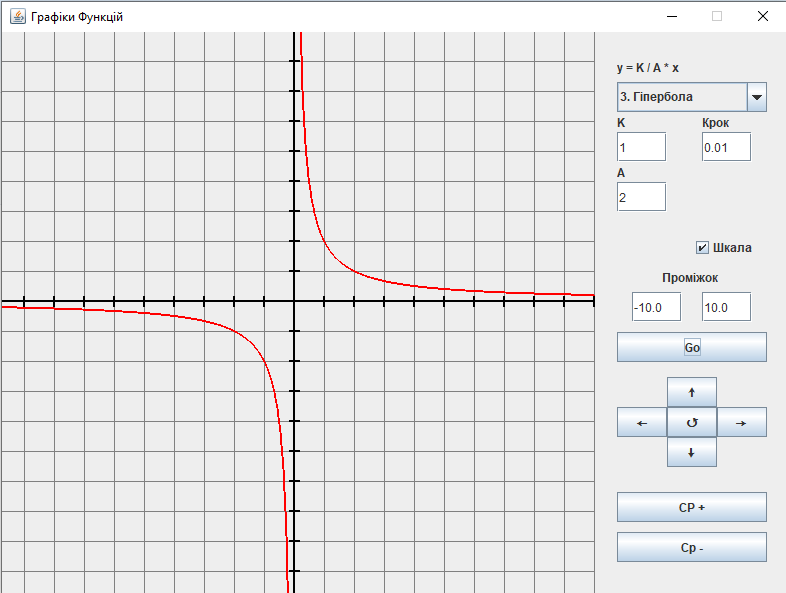 Графіки Функцій
y = K / A * x
3. Гіпербола
K Крок
1 0.01
A
2
Шкала
Проміжок
-10.0 10.0
Go
↑
← ↺ →
↓
CP +
Cp -